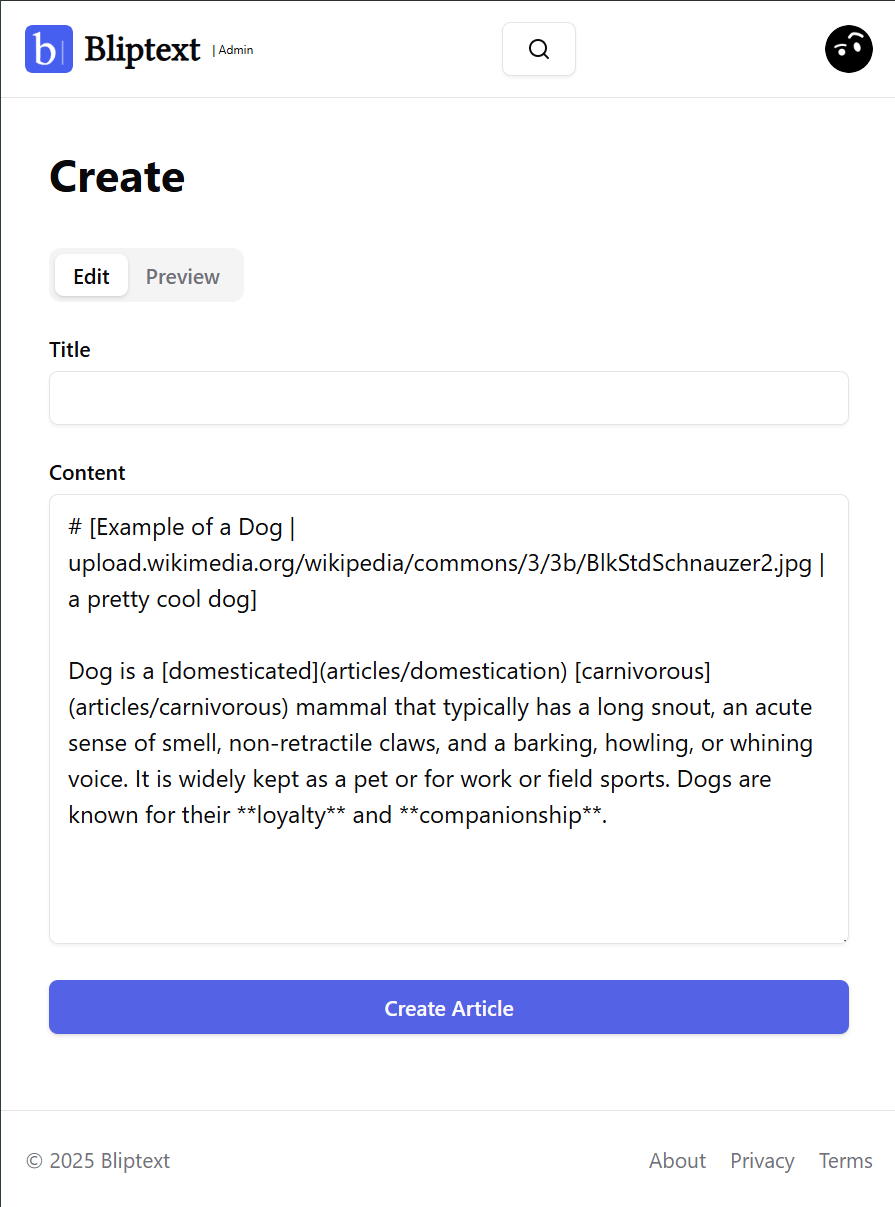 b Bliptext | Admin
Create
Edit Preview
Title
Content
# [Example of a Dog |
upload.wikimedia.org/wikipedia/commons/3/3b/BlkStdSchnauzer2.jpg |
a pretty cool dog]
Dog is a [domesticated](articles/domestication) [carnivorous]
(articles/carnivorous) mammal that typically has a long snout, an acute
sense of smell, non-retractile claws, and a barking, howling, or whining
voice. It is widely kept as a pet or for work or field sports. Dogs are
known for their **loyalty** and **companionship**.
Create Article
© 2025 Bliptext About Privacy Terms